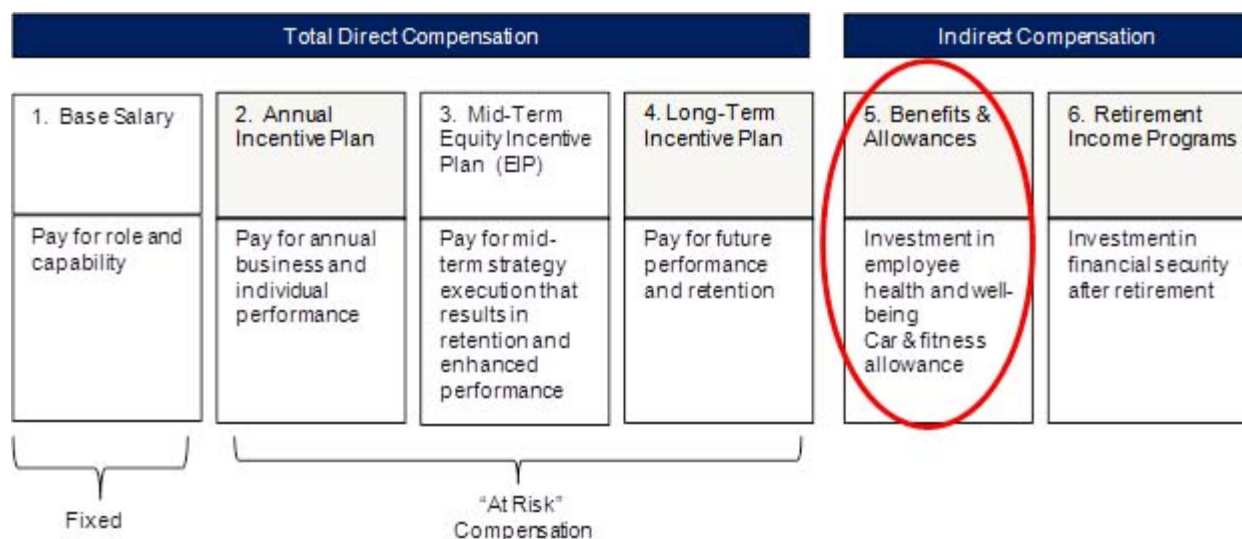 Total Direct Compensation
Indirect Compensation
1. Base Salary
2. Annual
Incentive Plan
3. Mid-Term
Equity Incentive
Plan (EIP)
4. Long-Term
Incentive Plan
5. Benefits &
Allowances
6. Retirement
Income Programs
Pay for role and
capability
Pay for annual
business and
individual
performance
Pay for mid-
term strategy
execution that
results in
retention and
enhanced
performance
Pay for future
performance
and retention
Investment in
employee
health and well-
being
Car & fitness
allowance
Investment in
financial security
after retirement
Fixed
"At Risk"
Compensation